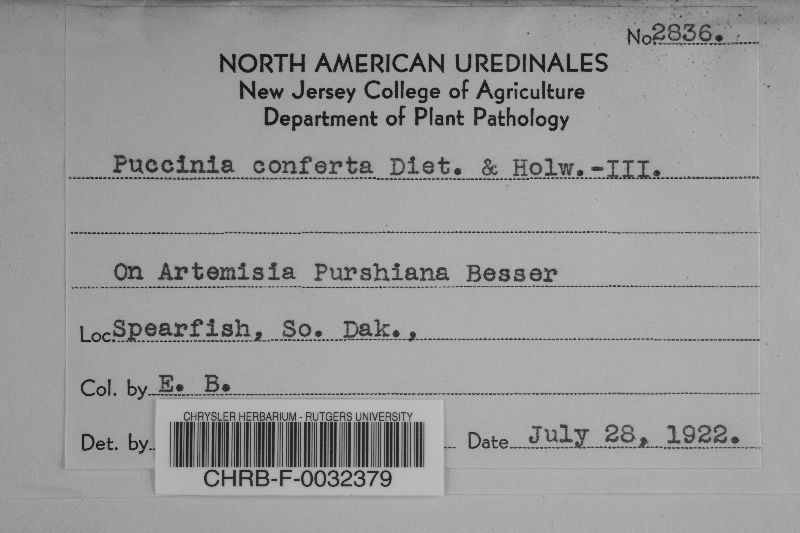 No. 2836.
NORTH AMERICAN UREDINALES
New Jersey College of Agriculture
Department of Plant Pathology
Puccinia conferta Diet. & Holw.-III.
On Artemisia Purshiana Besser
Loc. Spearfish, So. Dak.,
Col. by E. B.
CHRYSLER HERBARIUM - RUTGERS UNIVERSITY
Det. by Date July 28, 1922.
CHRB-F-0032379